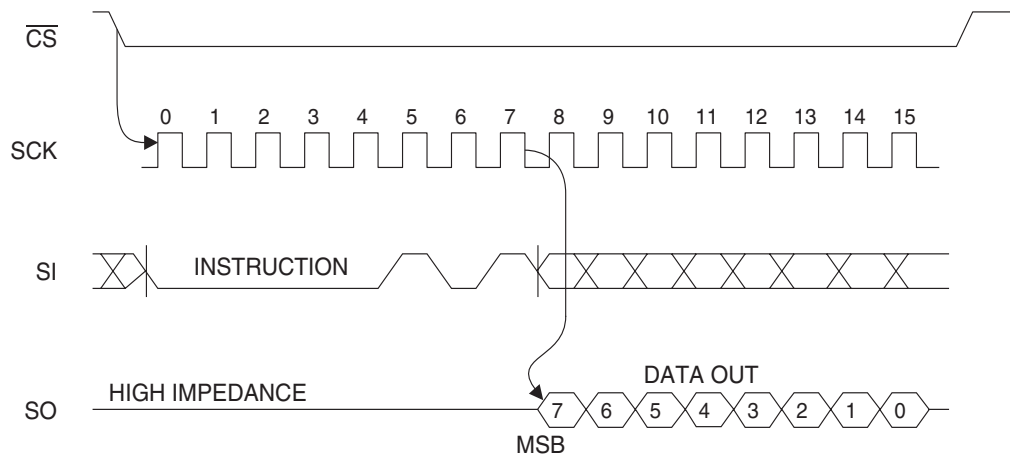 CS
0 1 2 3 4 5 6 7 8 9 10 11 12 13 14 15
SCK
SI
INSTRUCTION
HIGH IMPEDANCE
DATA OUT
SO
7 6 5 4 3 2 1 0
MSB